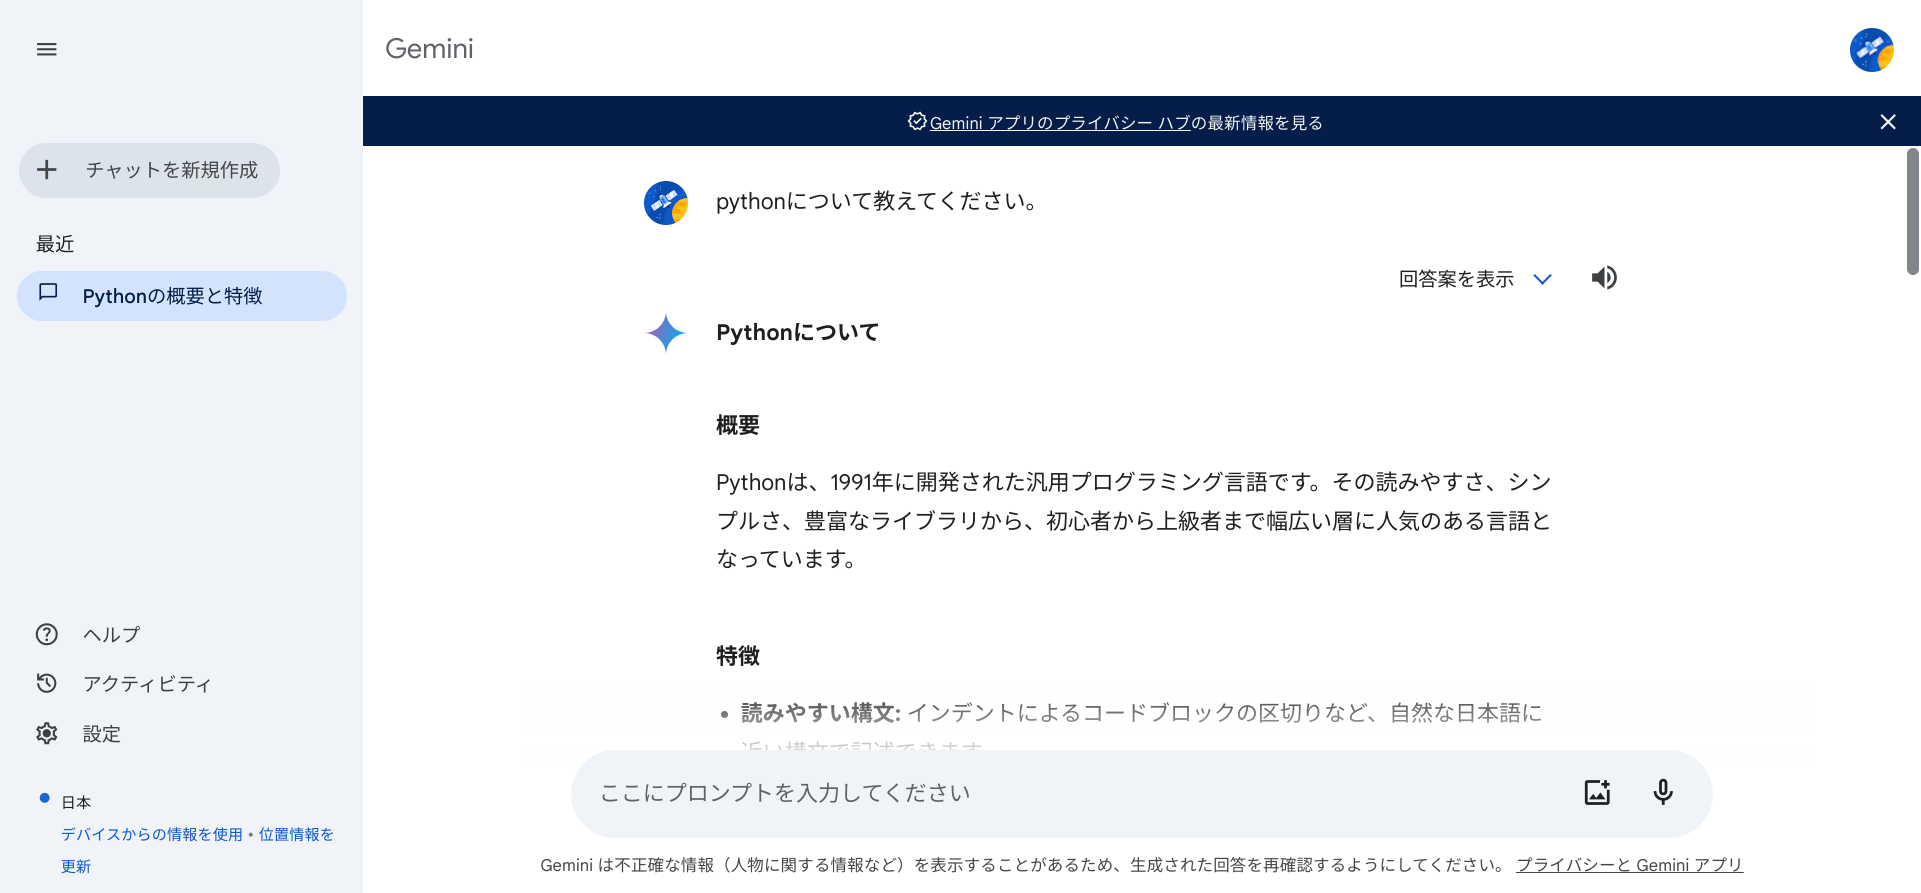 Gemini
Gemini アプリのプライバシー ハブの最新情報を見る
チャットを新規作成
最近
Pythonの概要と特徴
ヘルプ
アクティビティ
設定
日本
デバイスからの情報を使用 • 位置情報を
更新
pythonについて教えてください。
回答案を表示
Pythonについて
概要
Pythonは、1991年に開発された汎用プログラミング言語です。その読みやすさ、シン
プルさ、豊富なライブラリから、初心者から上級者まで幅広い層に人気のある言語と
なっています。
特徴
• 読みやすい構文: インデントによるコードブロックの区切りなど、自然な日本語に
近い構文で記述できます
ここにプロンプトを入力してください
Gemini は不正確な情報（人物に関する情報など）を表示することがあるため、生成された回答を再確認するようにしてください。 プライバシーと Gemini アプリ